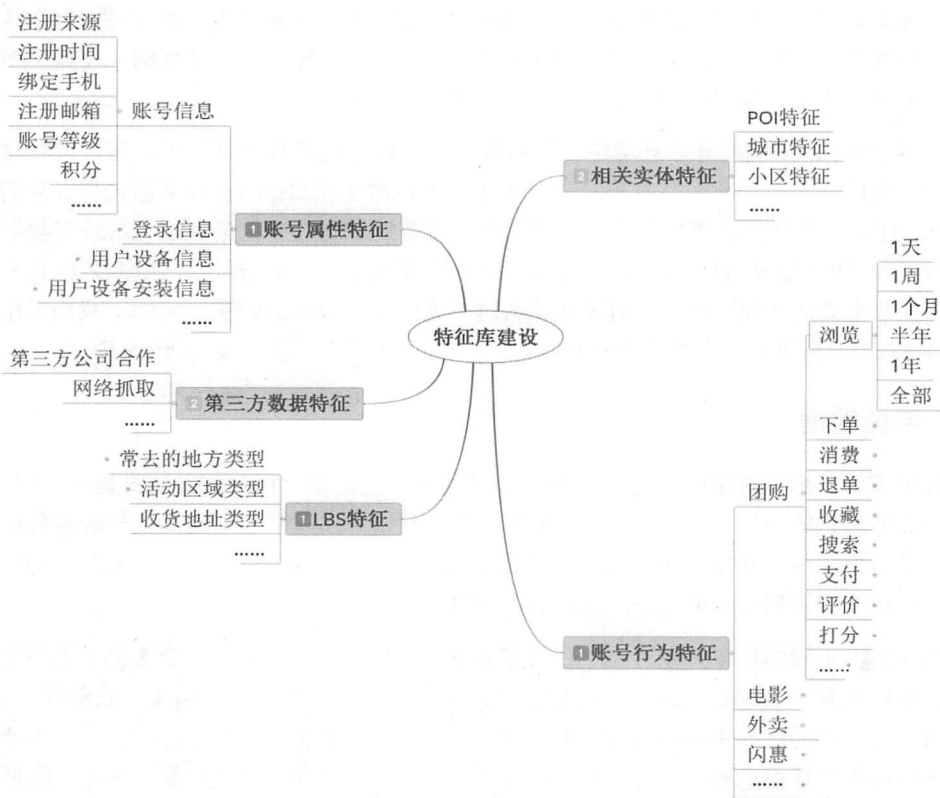 特征库建设
1账号属性特征
账号信息
注册来源
注册时间
绑定手机
注册邮箱
账号等级
积分
......
登录信息
用户设备信息
用户设备安装信息
......
2第三方数据特征
第三方公司合作
网络抓取
......
1LBS特征
常去的地方类型
活动区域类型
收货地址类型
......
2相关实体特征
POI特征
城市特征
小区特征
......
1账号行为特征
团购
浏览
1天
1周
1个月
半年
1年
全部
下单
消费
退单
收藏
搜索
支付
评价
打分
......
电影
外卖
闪惠
......